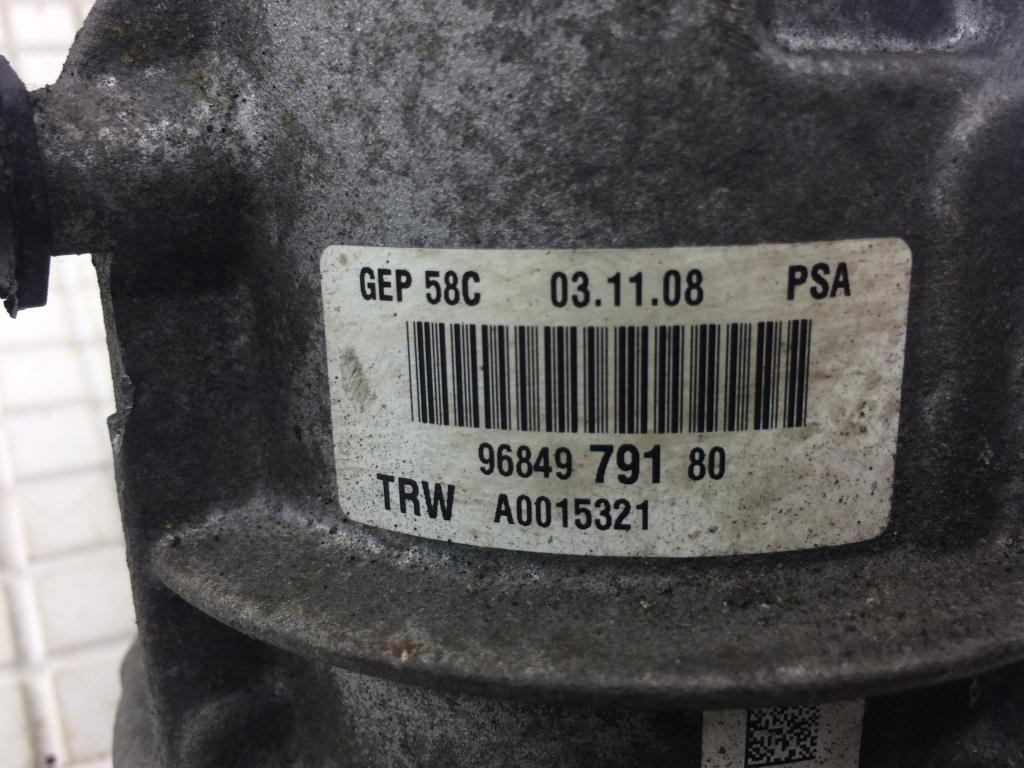 GEP 58C 03.11.08 PSA
96849 791 80
TRW A0015321